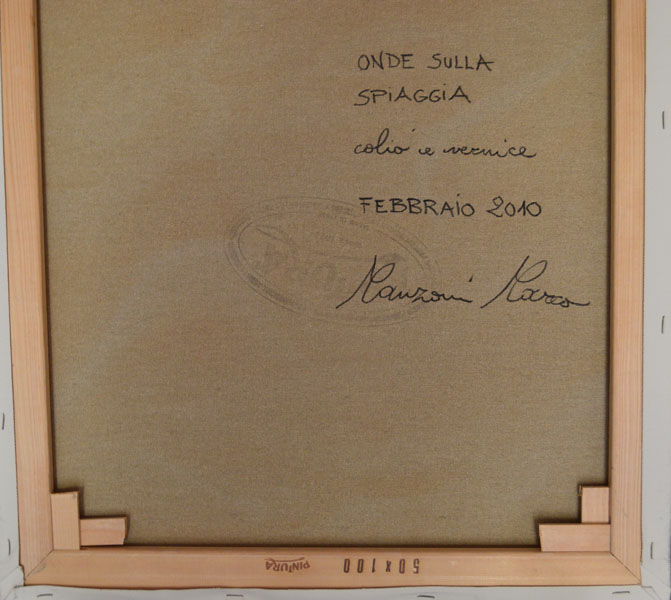 ONDE SULLA
SPIAGGIA
colio e vernice
FEBBRAIO 2010
Manzoni Marco
50x100 PINTURA